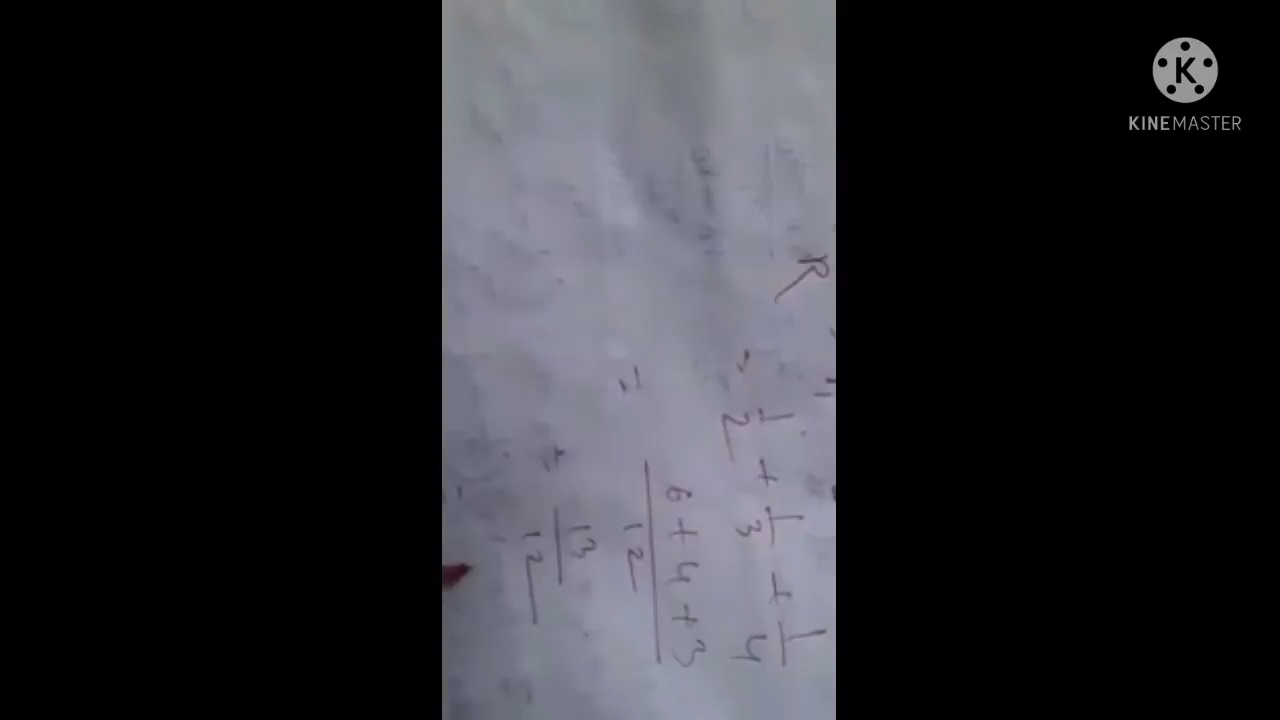 KINEMASTER
R
= 1/2 + 1/3 + 1/4
= 6+4+3/12
= 13/12